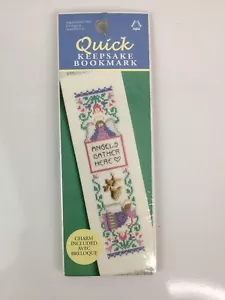 Quick
KEEPSAKE
BOOKMARK
ANGELS
GATHER
HERE
CHARM
INCLUDED
AVEC
BRELOQUE